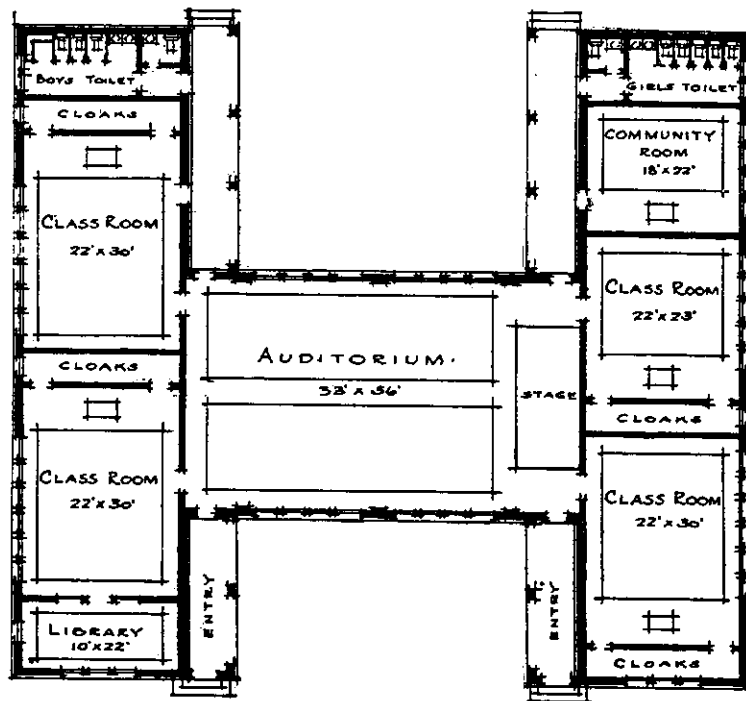 BOYS TOILET
CLOAKS
CLASS ROOM
22' X 30'
CLOAKS
CLASS ROOM
22' X 30'
LIBRARY
10' X 22'
ENTRY
AUDITORIUM.
33' X 56'
STAGE
ENTRY
GIRLS TOILET
COMMUNITY
ROOM
18' X 22'
CLASS ROOM
22' X 23'
CLOAKS
CLASS ROOM
22' X 30'
CLOAKS